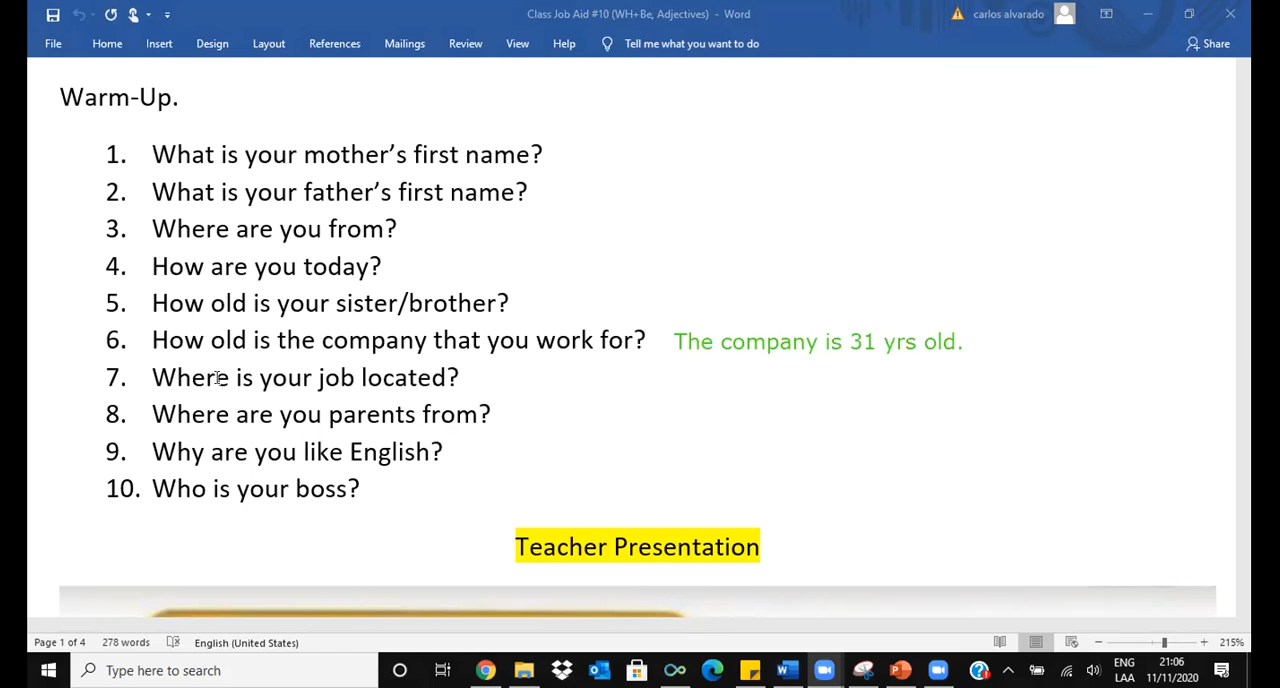 Class Job Aid #10 (WH+Be, Adjectives) - Word
carlos alvarado
File Home Insert Design Layout References Mailings Review View Help Tell me what you want to do Share
Warm-Up.
1. What is your mother’s first name?
2. What is your father’s first name?
3. Where are you from?
4. How are you today?
5. How old is your sister/brother?
6. How old is the company that you work for? The company is 31 yrs old.
7. Where is your job located?
8. Where are you parents from?
9. Why are you like English?
10. Who is your boss?
Teacher Presentation
Page 1 of 4 278 words English (United States) 215%
Type here to search ENG 21:06
LAA 11/11/2020